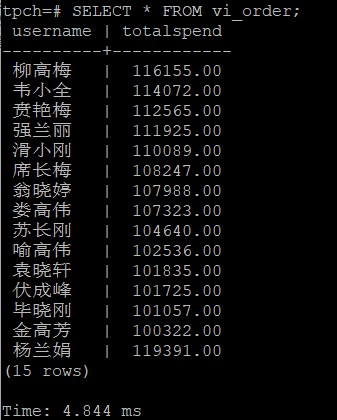 tpch=# SELECT * FROM vi_order;
 username | totalspend
----------+------------
 柳高梅   |  116155.00
 韦小全   |  114072.00
 贲艳梅   |  112565.00
 强兰丽   |  111925.00
 滑小刚   |  110089.00
 席长梅   |  108247.00
 翁晓婷   |  107988.00
 娄高伟   |  107323.00
 苏长刚   |  104640.00
 喻高伟   |  102536.00
 袁晓轩   |  101835.00
 伏成峰   |  101725.00
 毕晓刚   |  101057.00
 金高芳   |  100322.00
 杨兰娟   |  119391.00
(15 rows)
Time: 4.844 ms